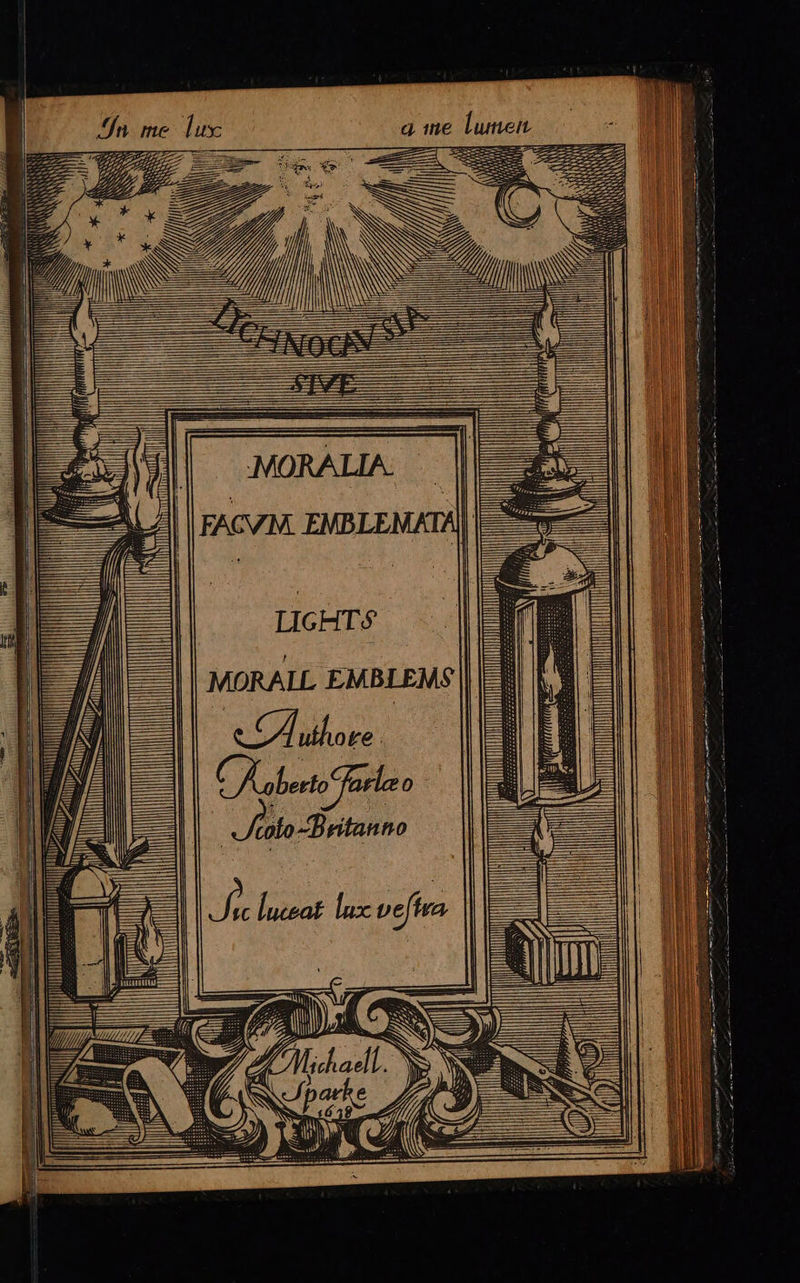 In me lux a me lumen
LYCHNOCAVSIA
SIVE
MORALIA
FACVM EMBLEMATA
LIGHTS
MORALL EMBLEMS
Authore
Roberto Farlæo
Scoto-Britanno
Sic luceat lux vestra
Michaell.
Sparke
1638